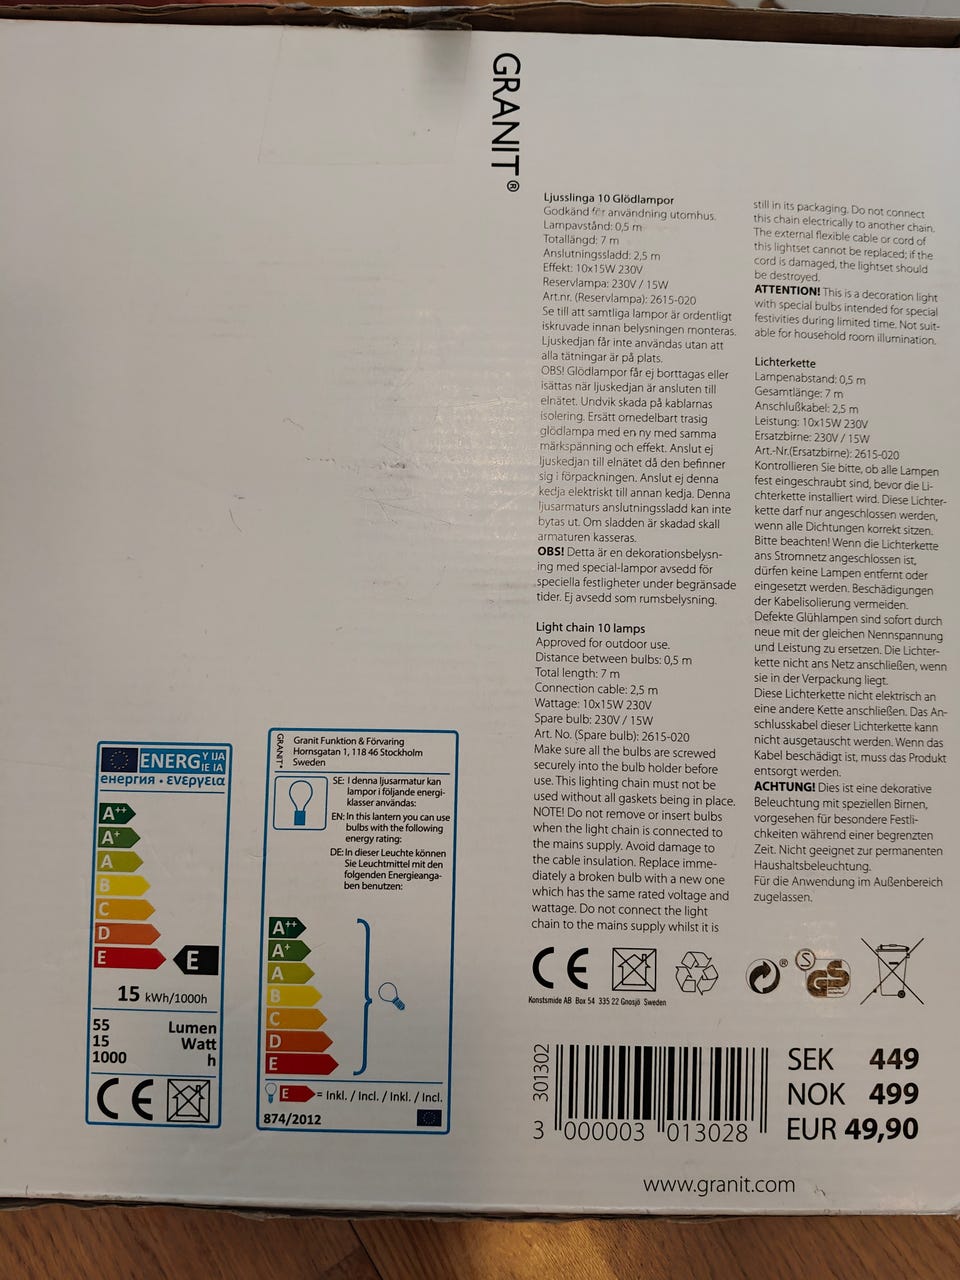 GRANIT®
Ljusslinga 10 Glödlampor
Godkänd för användning utomhus.
Lampavstånd: 0,5 m
Totallängd: 7 m
Anslutningssladd: 2,5 m
Effekt: 10x15W 230V
Reservlampa: 230V / 15W
Art.nr. (Reservlampa): 2615-020
Se till att samtliga lampor är ordentligt
iskruvade innan belysningen monteras.
Ljuskedjan får inte användas utan att
alla tätningar är på plats.
OBS! Glödlampor får ej borttagas eller
isättas när ljuskedjan är ansluten till
elnätet. Undvik skada på kablarnas
isolering. Ersätt omedelbart trasig
glödlampa med en ny med samma
märkspänning och effekt. Anslut ej
ljuskedjan till elnätet då den befinner
sig i förpackningen. Anslut ej denna
kedja elektriskt till annan kedja. Denna
ljusarmaturs anslutningssladd kan inte
bytas ut. Om sladden är skadad skall
armaturen kasseras.
OBS! Detta är en dekorationsbelysn-
ing med special-lampor avsedd för
speciella festligheter under begränsade
tider. Ej avsedd som rumsbelysning.
Light chain 10 lamps
Approved for outdoor use.
Distance between bulbs: 0,5 m
Total length: 7 m
Connection cable: 2,5 m
Wattage: 10x15W 230V
Spare bulb: 230V / 15W
Art. No. (Spare bulb): 2615-020
Make sure all the bulbs are screwed
securely into the bulb holder before
use. This lighting chain must not be
used without all gaskets being in place.
NOTE! Do not remove or insert bulbs
when the light chain is connected to
the mains supply. Avoid damage to
the cable insulation. Replace imme-
diately a broken bulb with a new one
which has the same rated voltage and
wattage. Do not connect the light
chain to the mains supply whilst it is
still in its packaging. Do not connect
this chain electrically to another chain.
The external flexible cable or cord of
this lightset cannot be replaced; if the
cord is damaged, the lightset should
be destroyed.
ATTENTION! This is a decoration light
with special bulbs intended for special
festivities during limited time. Not suit-
able for household room illumination.
Lichterkette
Lampenabstand: 0,5 m
Gesamtlänge: 7 m
Anschlußkabel: 2,5 m
Leistung: 10x15W 230V
Ersatzbirne: 230V / 15W
Art.-Nr.(Ersatzbirne): 2615-020
Kontrollieren Sie bitte, ob alle Lampen
fest eingeschraubt sind, bevor die Li-
chterkette installiert wird. Diese Lichter-
kette darf nur angeschlossen werden,
wenn alle Dichtungen korrekt sitzen.
Bitte beachten! Wenn die Lichterkette
ans Stromnetz angeschlossen ist,
dürfen keine Lampen entfernt oder
eingesetzt werden. Beschädigungen
der Kabelisolierung vermeiden.
Defekte Glühlampen sind sofort durch
neue mit der gleichen Nennspannung
und Leistung zu ersetzen. Die Lichter-
kette nicht ans Netz anschließen, wenn
sie in der Verpackung liegt.
Diese Lichterkette nicht elektrisch an
eine andere Kette anschließen. Das An-
schlusskabel dieser Lichterkette kann
nicht ausgetauscht werden. Wenn das
Kabel beschädigt ist, muss das Produkt
entsorgt werden.
ACHTUNG! Dies ist eine dekorative
Beleuchtung mit speziellen Birnen,
vorgesehen für besondere Festli-
chkeiten während einer begrenzten
Zeit. Nicht geeignet zur permanenten
Haushaltsbeleuchtung.
Für die Anwendung im Außenbereich
zugelassen.
ENERG Y IJA
IE IA
енергия · ενεργεια
A++
A+
A
B
C
D
E
E
15 kWh/1000h
55 Lumen
15 Watt
1000 h
CE
GRANIT®
Granit Funktion & Förvaring
Hornsgatan 1, 118 46 Stockholm
Sweden
SE: I denna ljusarmatur kan
lampor i följande energi-
klasser användas:
EN: In this lantern you can use
bulbs with the following
energy rating:
DE: In dieser Leuchte können
Sie Leuchtmittel mit den
folgenden Energieanga-
ben benutzen:
A++
A+
A
B
C
D
E
E = Inkl. / Incl. / Inkl. / Incl.
874/2012
CE
® S GS
Konstsmide AB Box 54 335 22 Gnosjö Sweden
301302
3 000003 013028
SEK 449
NOK 499
EUR 49,90
www.granit.com